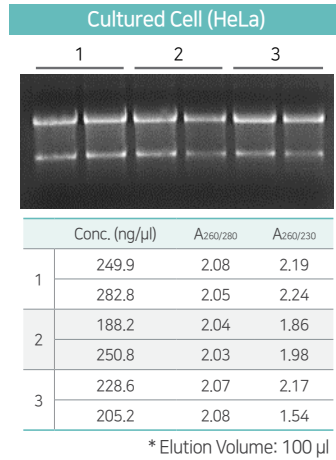 Cultured Cell (HeLa)
1 2 3
Conc. (ng/μl) A260/280 A260/230
1
249.9 2.08 2.19
282.8 2.05 2.24
2
188.2 2.04 1.86
250.8 2.03 1.98
3
228.6 2.07 2.17
205.2 2.08 1.54
* Elution Volume: 100 μl